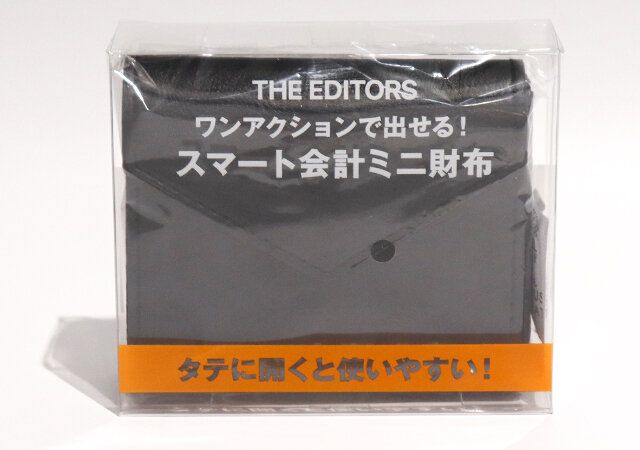 THE EDITORS
ワンアクションで出せる!
スマート会計ミニ財布
タテに開くと使いやすい!